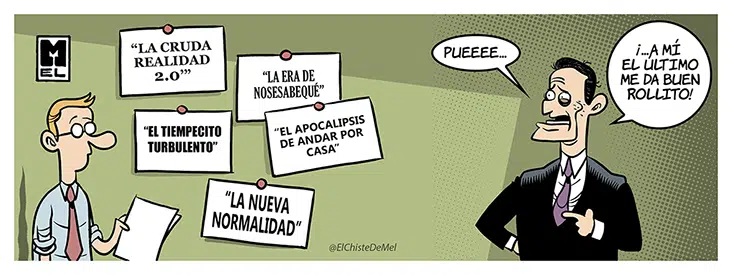 M
EL
“LA CRUDA
REALIDAD
2.0’”
“LA ERA DE
NOSESABEQUÉ”
“EL TIEMPECITO
TURBULENTO”
“EL APOCALIPSIS
DE ANDAR POR
CASA”
“LA NUEVA
NORMALIDAD”
PUEEEE...
¡...A MÍ
EL ÚLTIMO
ME DA BUEN
ROLLITO!
@ElChisteDeMel